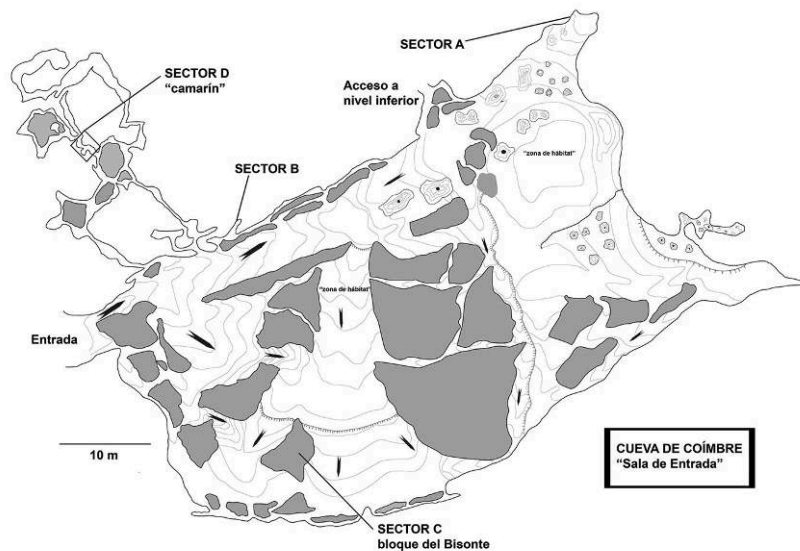 SECTOR A
SECTOR D
“camarín”
Acceso a
nivel inferior
"zona de hábitat"
SECTOR B
"zona de hábitat"
Entrada
10 m
CUEVA DE COÍMBRE
“Sala de Entrada”
SECTOR C
bloque del Bisonte